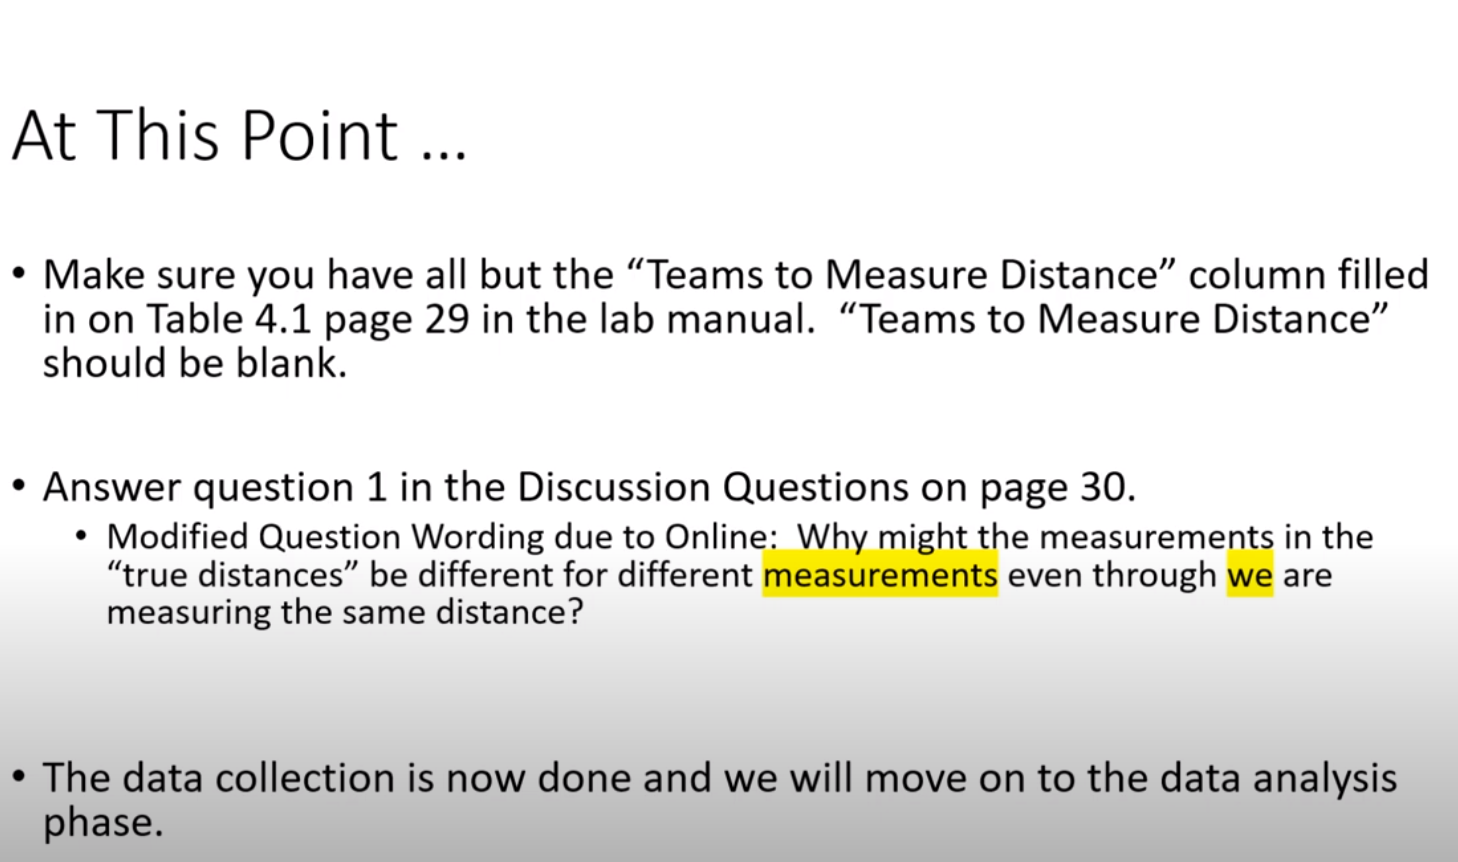 At This Point ...
• Make sure you have all but the “Teams to Measure Distance” column filled
in on Table 4.1 page 29 in the lab manual.  “Teams to Measure Distance”
should be blank.
• Answer question 1 in the Discussion Questions on page 30.
• Modified Question Wording due to Online:  Why might the measurements in the
“true distances” be different for different measurements even through we are
measuring the same distance?
• The data collection is now done and we will move on to the data analysis
phase.